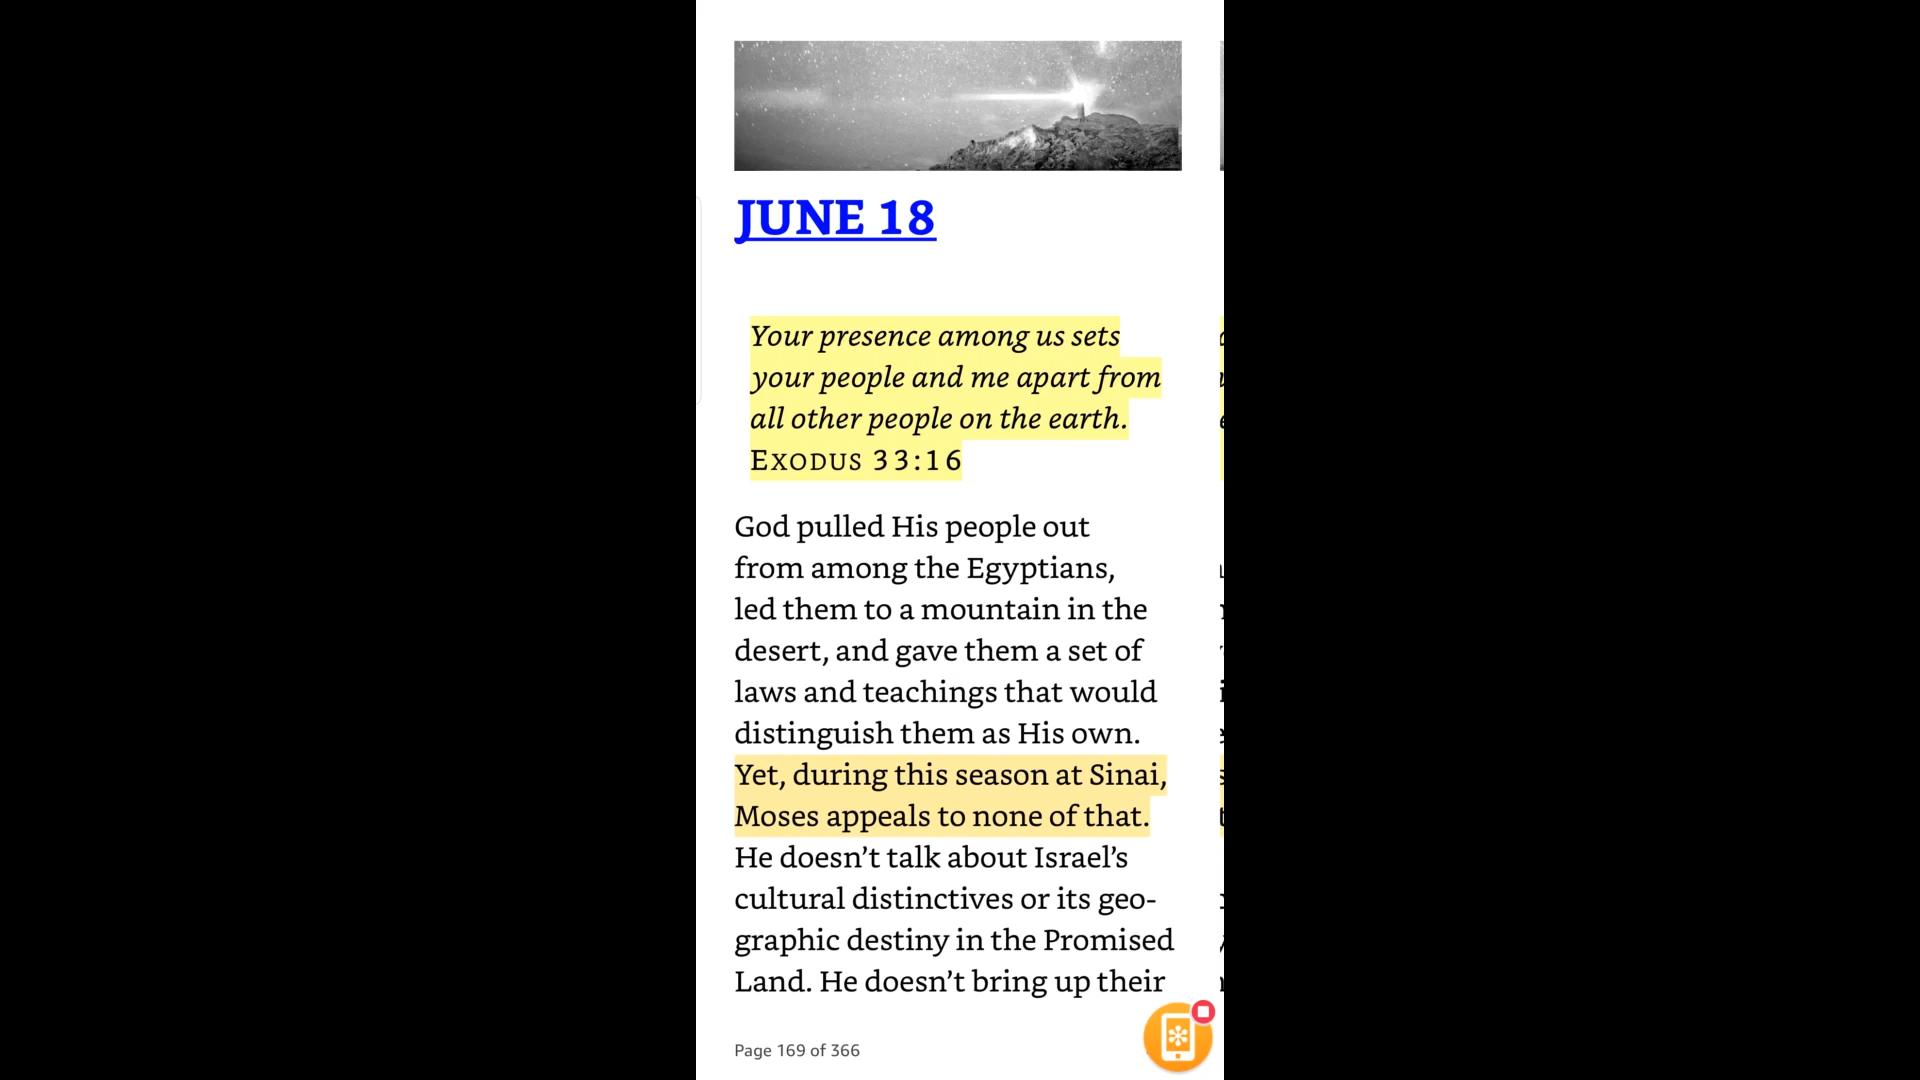 JUNE 18
Your presence among us sets
your people and me apart from
all other people on the earth.
EXODUS 33:16
God pulled His people out
from among the Egyptians,
led them to a mountain in the
desert, and gave them a set of
laws and teachings that would
distinguish them as His own.
Yet, during this season at Sinai,
Moses appeals to none of that.
He doesn’t talk about Israel’s
cultural distinctives or its geo-
graphic destiny in the Promised
Land. He doesn’t bring up their
Page 169 of 366